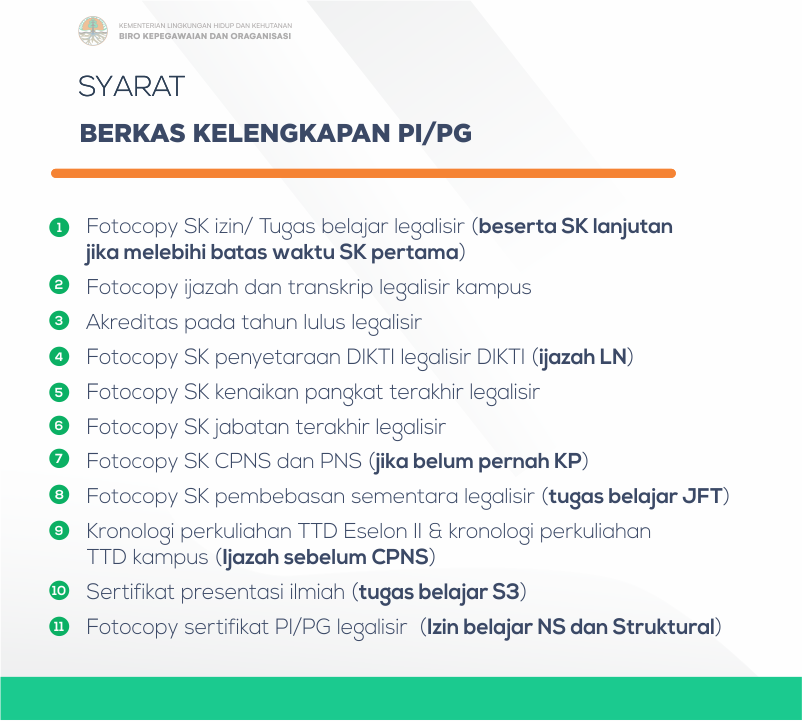 KEMENTERIAN LINGKUNGAN HIDUP DAN KEHUTANAN
BIRO KEPEGAWAIAN DAN ORAGANISASI
SYARAT
BERKAS KELENGKAPAN PI/PG
1 Fotocopy SK izin/ Tugas belajar legalisir (beserta SK lanjutan
jika melebihi batas waktu SK pertama)
2 Fotocopy ijazah dan transkrip legalisir kampus
3 Akreditas pada tahun lulus legalisir
4 Fotocopy SK penyetaraan DIKTI legalisir DIKTI (ijazah LN)
5 Fotocopy SK kenaikan pangkat terakhir legalisir
6 Fotocopy SK jabatan terakhir legalisir
7 Fotocopy SK CPNS dan PNS (jika belum pernah KP)
8 Fotocopy SK pembebasan sementara legalisir (tugas belajar JFT)
9 Kronologi perkuliahan TTD Eselon II & kronologi perkuliahan
TTD kampus (Ijazah sebelum CPNS)
10 Sertifikat presentasi ilmiah (tugas belajar S3)
11 Fotocopy sertifikat PI/PG legalisir (Izin belajar NS dan Struktural)